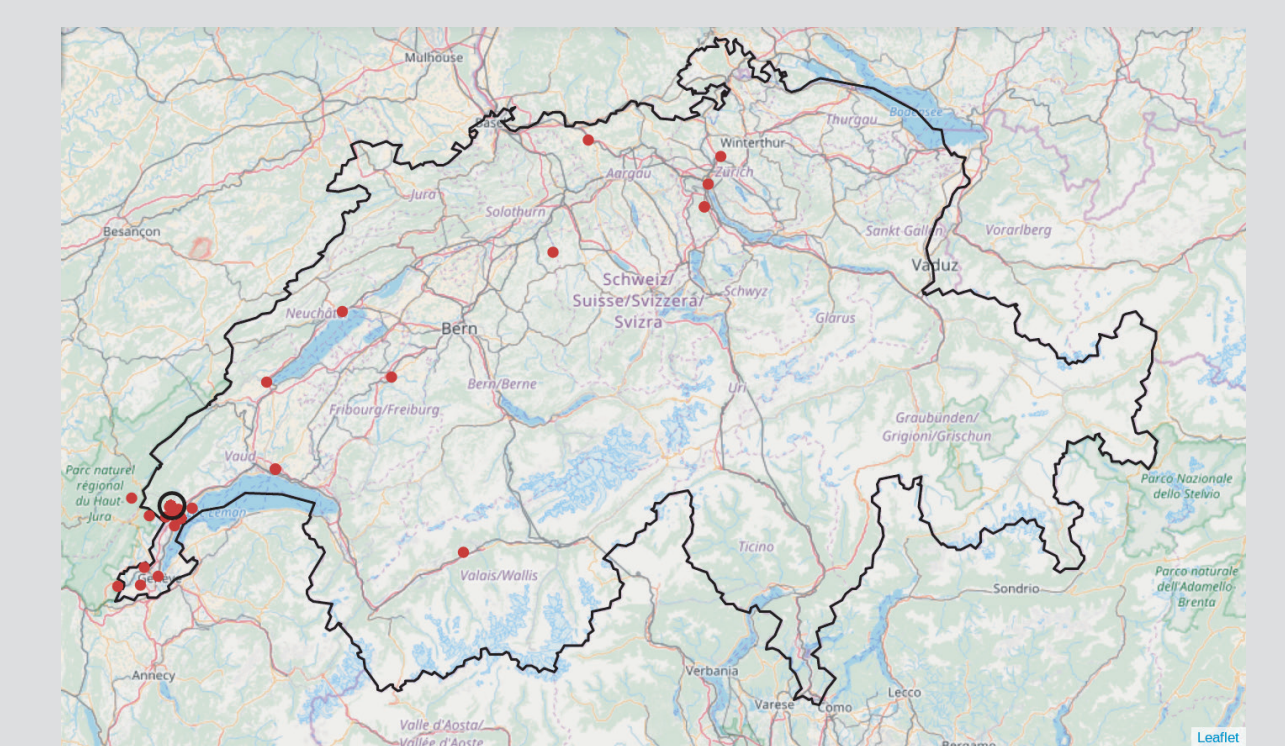 Mulhouse
Basel
Bodensee
Thurgau
Winterthur
Zürich
Aargau
Jura
Solothurn
Besançon
Sankt Gallen
Vorarlberg
Vaduz
Schweiz/
Suisse/Svizzera/
Svizra
Schwyz
Neuchât
Glarus
Bern
Bern/Berne
Uri
Fribourg/Freiburg
Graubünden/
Grigioni/Grischun
Vaud
Parc naturel
régional
du Haut-
Jura
Parco Nazionale
dello Stelvio
Léman
Ticino
Genève
Valais/Wallis
Sondrio
Parco naturale
dell'Adamello-
Brenta
Annecy
Verbania
Lecco
Varese
Como
Valle d'Aosta/
Vallée d'Aoste
Bergamo
Leaflet